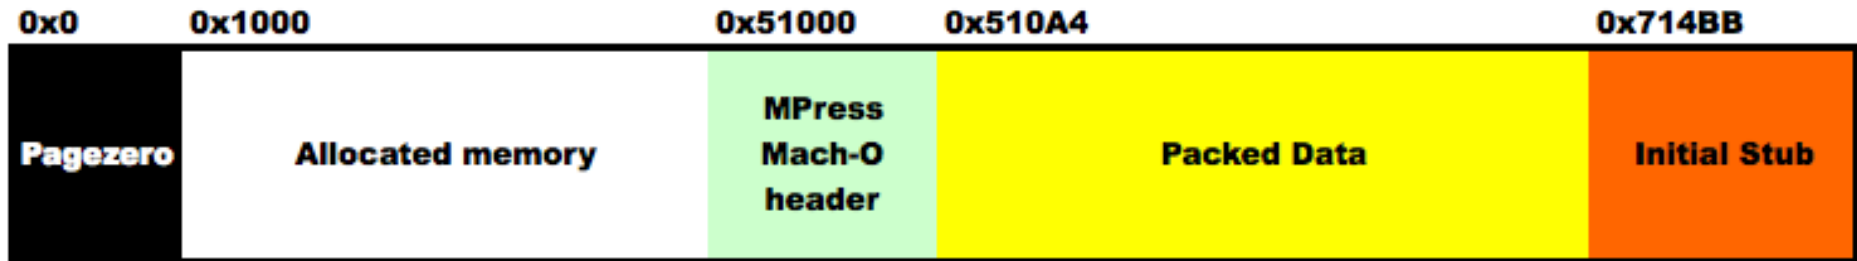 0x0 0x1000 0x51000 0x510A4 0x714BB
Pagezero
Allocated memory
MPress
Mach-O
header
Packed Data
Initial Stub